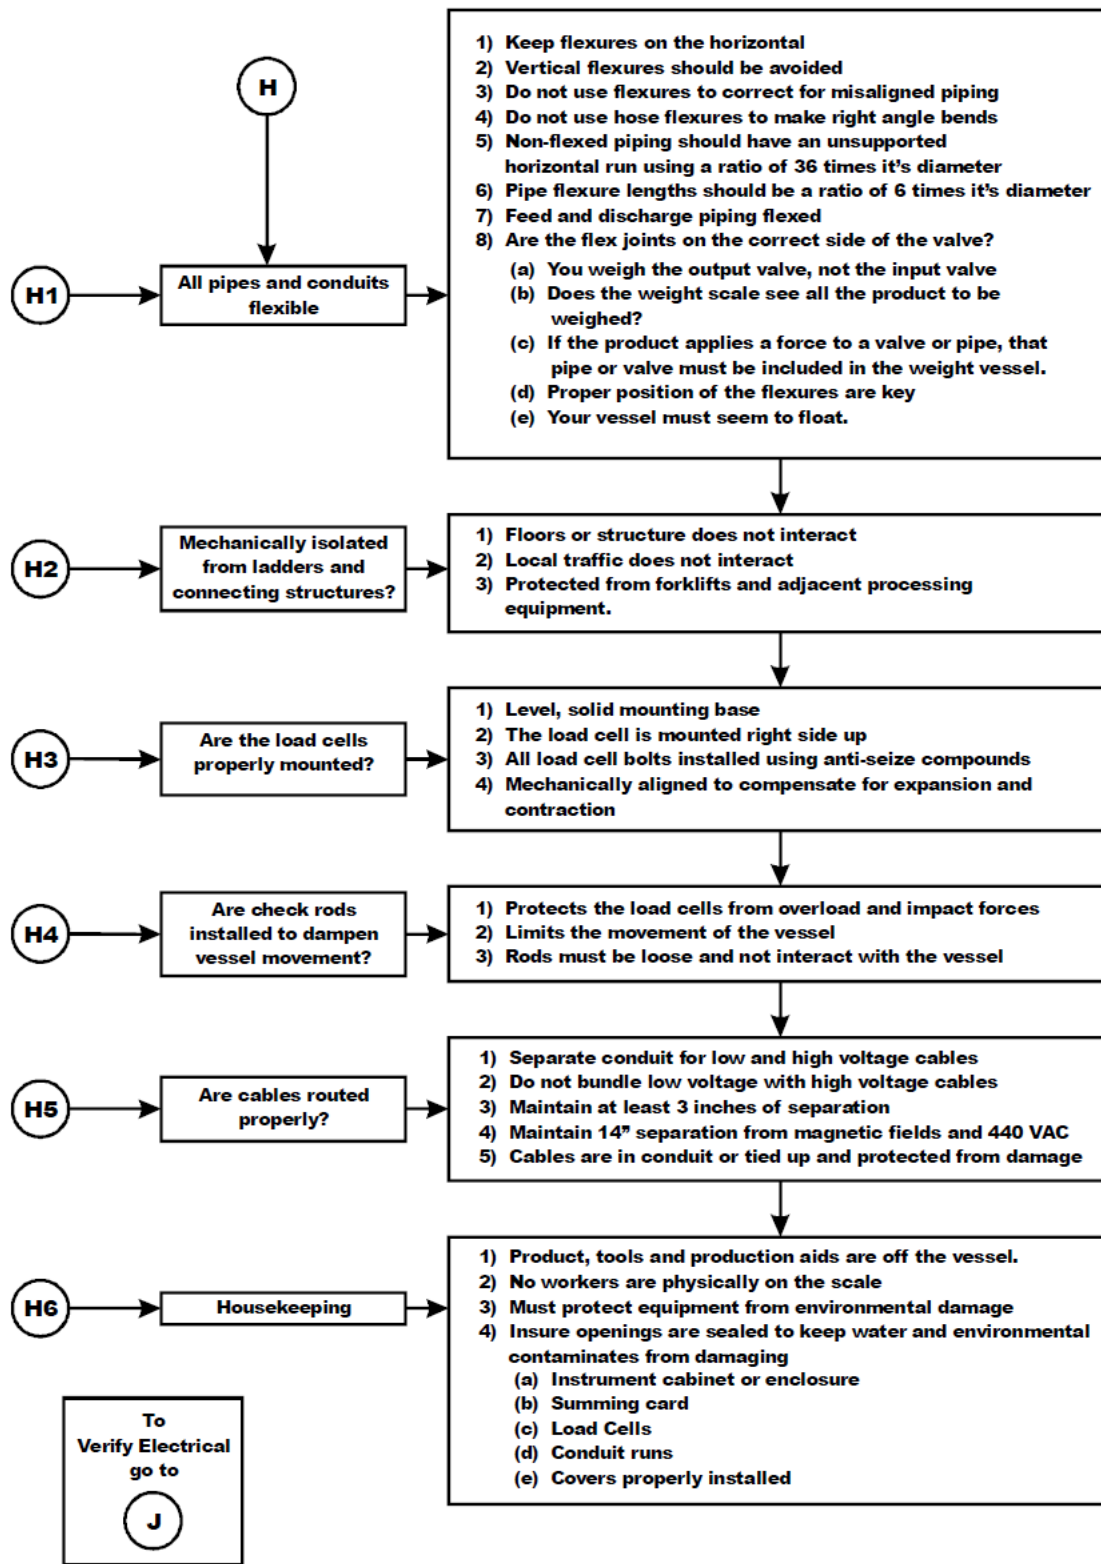 H
H1
All pipes and conduits
flexible
1) Keep flexures on the horizontal
2) Vertical flexures should be avoided
3) Do not use flexures to correct for misaligned piping
4) Do not use hose flexures to make right angle bends
5) Non-flexed piping should have an unsupported
horizontal run using a ratio of 36 times it's diameter
6) Pipe flexure lengths should be a ratio of 6 times it's diameter
7) Feed and discharge piping flexed
8) Are the flex joints on the correct side of the valve?
(a) You weigh the output valve, not the input valve
(b) Does the weight scale see all the product to be
weighed?
(c) If the product applies a force to a valve or pipe, that
pipe or valve must be included in the weight vessel.
(d) Proper position of the flexures are key
(e) Your vessel must seem to float.
H2
Mechanically isolated
from ladders and
connecting structures?
1) Floors or structure does not interact
2) Local traffic does not interact
3) Protected from forklifts and adjacent processing
equipment.
H3
Are the load cells
properly mounted?
1) Level, solid mounting base
2) The load cell is mounted right side up
3) All load cell bolts installed using anti-seize compounds
4) Mechanically aligned to compensate for expansion and
contraction
H4
Are check rods
installed to dampen
vessel movement?
1) Protects the load cells from overload and impact forces
2) Limits the movement of the vessel
3) Rods must be loose and not interact with the vessel
H5
Are cables routed
properly?
1) Separate conduit for low and high voltage cables
2) Do not bundle low voltage with high voltage cables
3) Maintain at least 3 inches of separation
4) Maintain 14" separation from magnetic fields and 440 VAC
5) Cables are in conduit or tied up and protected from damage
H6
Housekeeping
1) Product, tools and production aids are off the vessel.
2) No workers are physically on the scale
3) Must protect equipment from environmental damage
4) Insure openings are sealed to keep water and environmental
contaminates from damaging
(a) Instrument cabinet or enclosure
(b) Summing card
(c) Load Cells
(d) Conduit runs
(e) Covers properly installed
To
Verify Electrical
go to
J